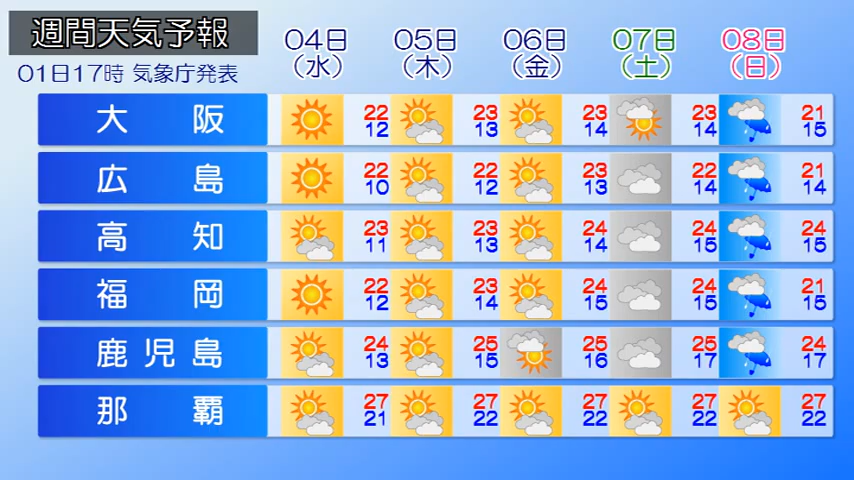 週間天気予報
01日17時 気象庁発表
04日 05日 06日 07日 08日
(水) (木) (金) (土) (日)
大阪 22 12 23 13 23 14 23 14 21 15
広島 22 10 22 12 23 13 22 14 21 14
高知 23 11 23 13 24 14 24 15 24 15
福岡 22 12 23 14 24 15 24 15 21 15
鹿児島 24 13 25 15 25 16 25 17 24 17
那覇 27 21 27 22 27 22 27 22 27 22